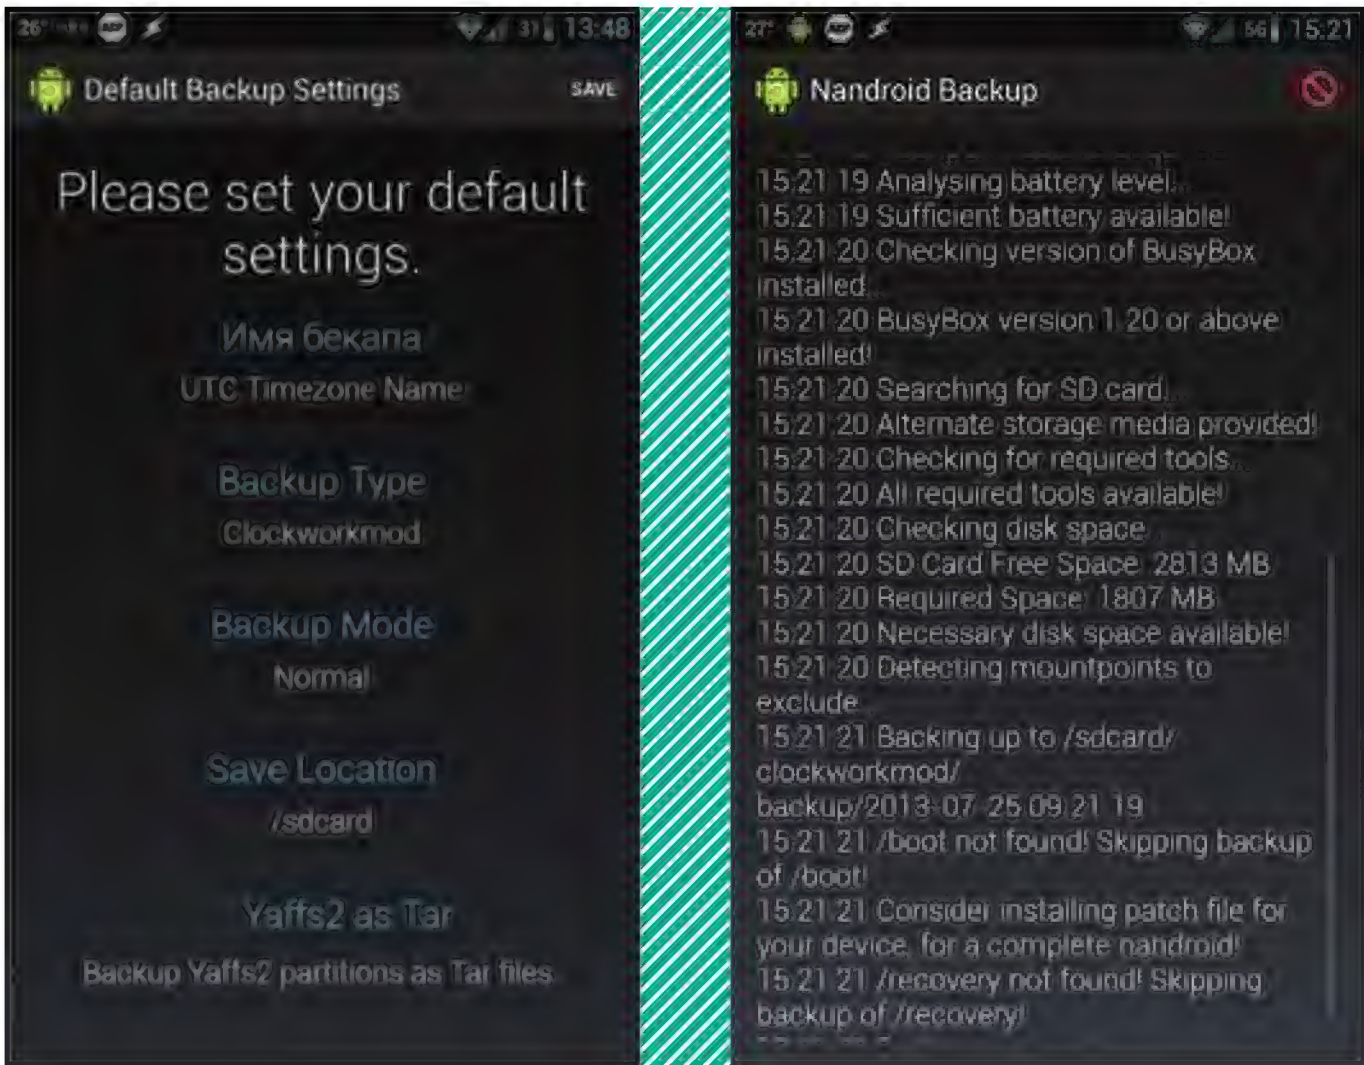 26°
31
13:48
Default Backup Settings
SAVE
Please set your default
settings.
Имя бекапа
UTC Timezone Name
Backup Type
Clockworkmod
Backup Mode
Normal
Save Location
/sdcard
Yaffs2 as Tar
Backup Yaffs2 partitions as Tar files
27°
56
15:21
Nandroid Backup
15:21:19 Analysing battery level...
15:21:19 Sufficient battery available!
15:21:20 Checking version of BusyBox
installed...
15:21:20 BusyBox version 1.20 or above
installed!
15:21:20 Searching for SD card...
15:21:20 Alternate storage media provided!
15:21:20 Checking for required tools...
15:21:20 All required tools available!
15:21:20 Checking disk space
15:21:20 SD Card Free Space: 2813 MB
15:21:20 Required Space: 1807 MB
15:21:20 Necessary disk space available!
15:21:20 Detecting mountpoints to
exclude...
15:21:21 Backing up to /sdcard/
clockworkmod/
backup/2013-07-25.09.21.19
15:21:21 /boot not found! Skipping backup
of /boot!
15:21:21 Consider installing patch file for
your device, for a complete nandroid!
15:21:21 /recovery not found! Skipping
backup of /recovery!